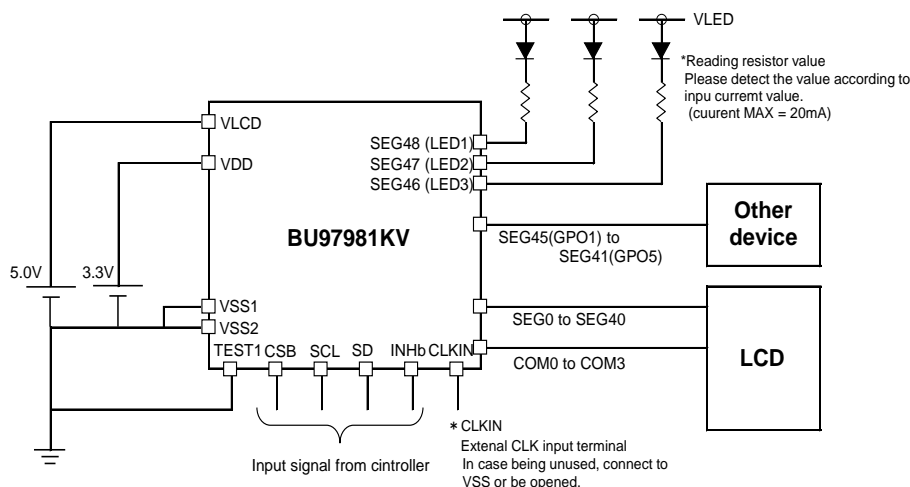 VLED
*Reading resistor value
Please detect the value according to
inpu curremt value.
(cuurent MAX = 20mA)
VLCD
VDD
SEG48 (LED1)
SEG47 (LED2)
SEG46 (LED3)
BU97981KV
SEG45(GPO1) to
SEG41(GPO5)
Other
device
5.0V
3.3V
VSS1
VSS2
SEG0 to SEG40
COM0 to COM3
LCD
TEST1
CSB
SCL
SD
INHb
CLKIN
* CLKIN
Extenal CLK input terminal
In case being unused, connect to
VSS or be opened.
Input signal from cintroller